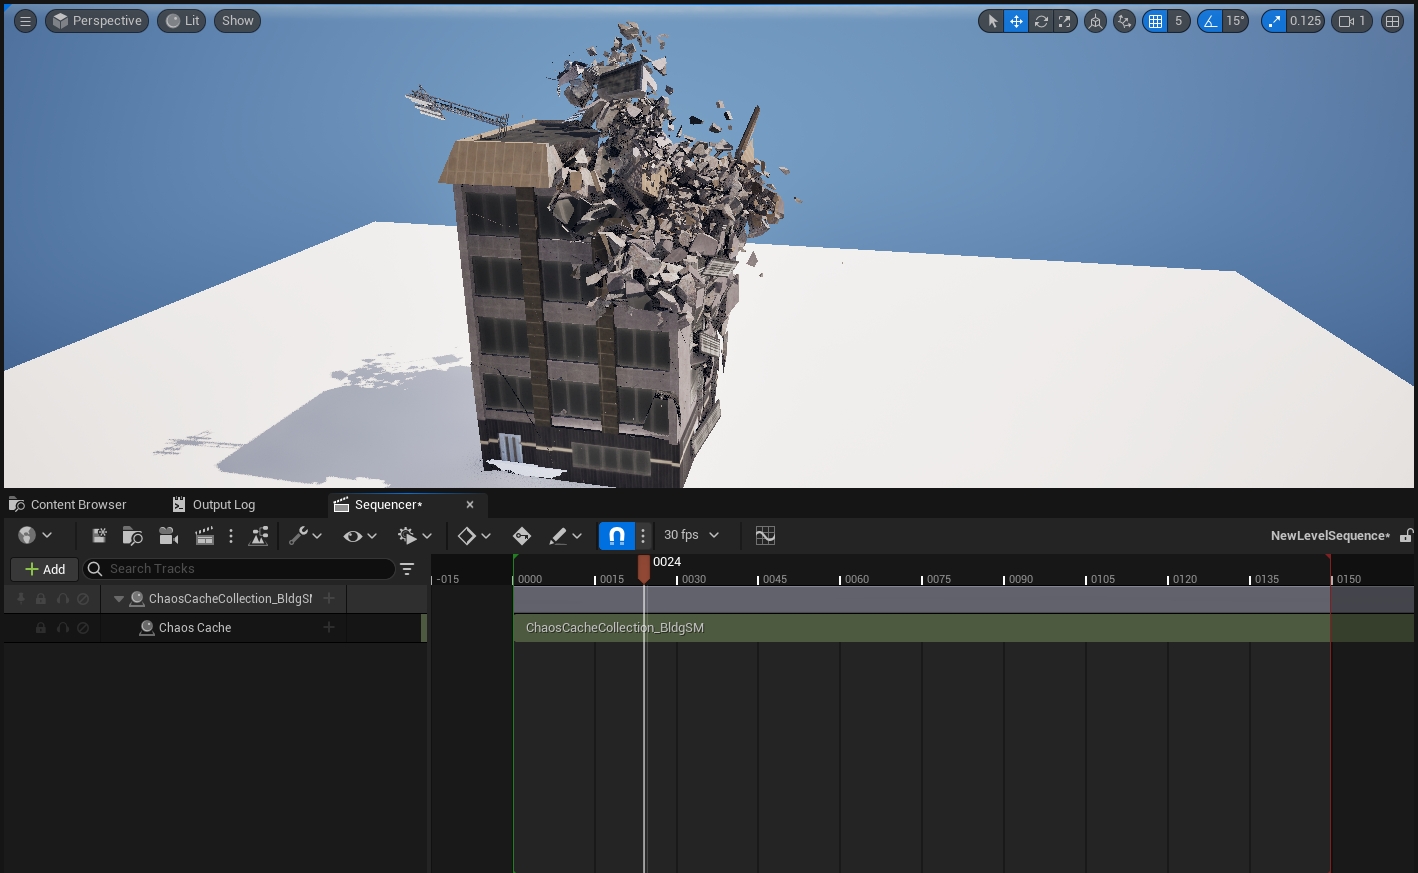 Perspective
Lit
Show
5
15°
0.125
1
Content Browser
Output Log
Sequencer*
30 fps
NewLevelSequence*
Add
Search Tracks
0024
-015
0000
0015
0030
0045
0060
0075
0090
0105
0120
0135
0150
ChaosCacheCollection_BldgSM
Chaos Cache
ChaosCacheCollection_BldgSM